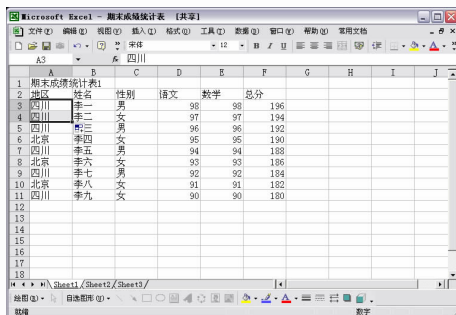 Microsoft Excel - 期末成绩统计表 [共享]
文件(F) 编辑(E) 视图(V) 插入(I) 格式(O) 工具(T) 数据(D) 窗口(W) 帮助(H) 常用文档
宋体 12 B I U
A3 fx 四川
A B C D E F G H I J
1 期末成绩统计表1
2 地区 姓名 性别 语文 数学 总分
3 四川 李一 男 98 98 196
4 四川 李二 女 97 97 194
5 四川 三 男 96 96 192
6 北京 李四 女 95 95 190
7 四川 李五 男 94 94 188
8 北京 李六 女 93 93 186
9 四川 李七 男 92 92 184
10 北京 李八 女 91 91 182
11 四川 李九 女 90 90 180
12
13
14
15
16
17
18
Sheet1 / Sheet2 / Sheet3 /
绘图(D) 自选图形(U)
就绪 数字